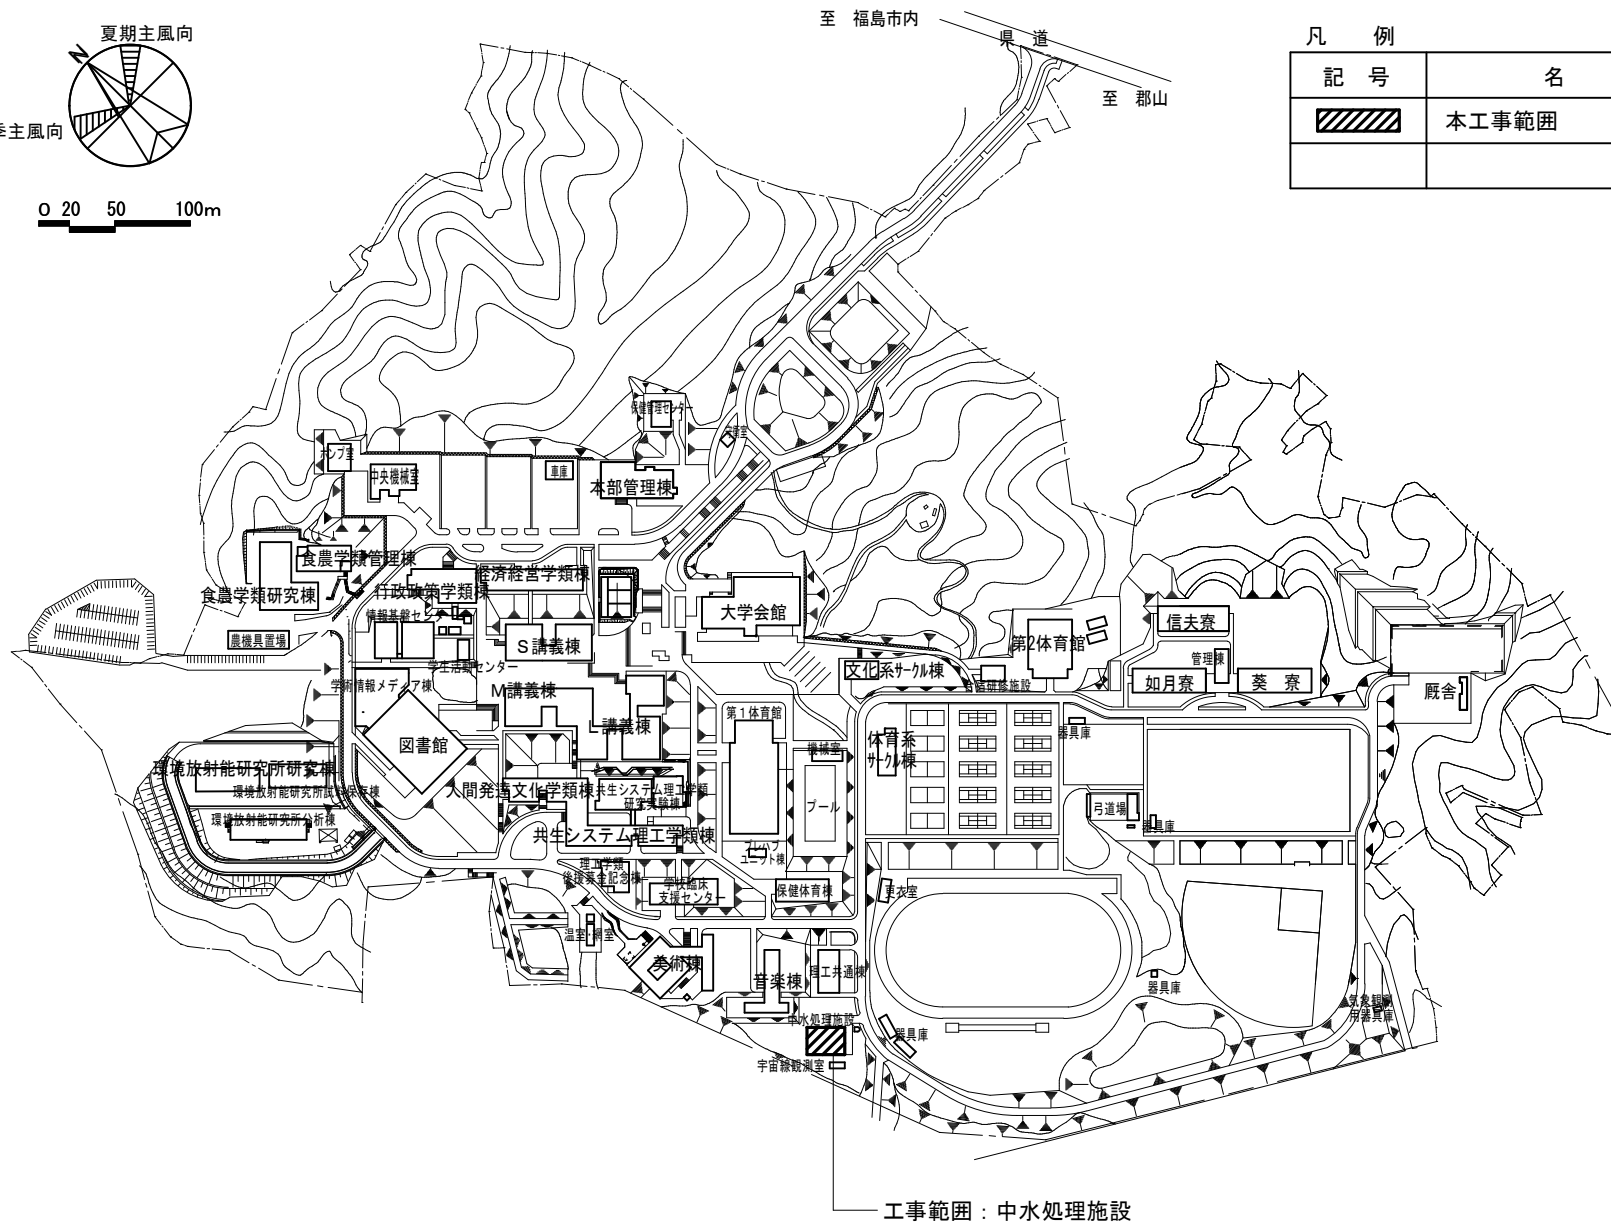 至　福島市内
県　道
至　郡山
夏期主風向
N
季主風向
0 20 50 100m
凡　例
記　号
名
本工事範囲
保健管理センター
守衛室
ポンプ室
中央機械室
車庫
本部管理棟
食農学類管理棟
食農学類研究棟
経済経営学類棟
行政政策学類棟
情報基盤センター
農機具置場
S講義棟
学生活動センター
大学会館
学術情報メディア棟
M講義棟
L講義棟
図書館
文化系サークル棟
合宿研修施設
第2体育館
信夫寮
管理棟
如月寮
葵　寮
厩舎
第１体育館
機械室
体育系
サークル棟
器具庫
プール
弓道場
器具庫
環境放射能研究所研究棟
環境放射能研究所試料保存棟
環境放射能研究所分析棟
人間発達文化学類棟
共生システム理工学類
研究実験棟
共生システム理工学類棟
プレハブ
ユニット棟
理工学類
後援募金記念棟
学校臨床
支援センター
保健体育棟
更衣室
温室・網室
美術棟
音楽棟
理工共通棟
器具庫
気象観測
用器具庫
中水処理施設
器具庫
宇宙線観測室
工事範囲：中水処理施設